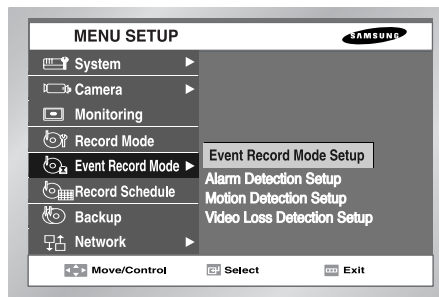 MENU SETUP
SAMSUNG
System
Camera
Monitoring
Record Mode
Event Record Mode
Record Schedule
Backup
Network
Event Record Mode Setup
Alarm Detection Setup
Motion Detection Setup
Video Loss Detection Setup
Move/Control
Select
Exit